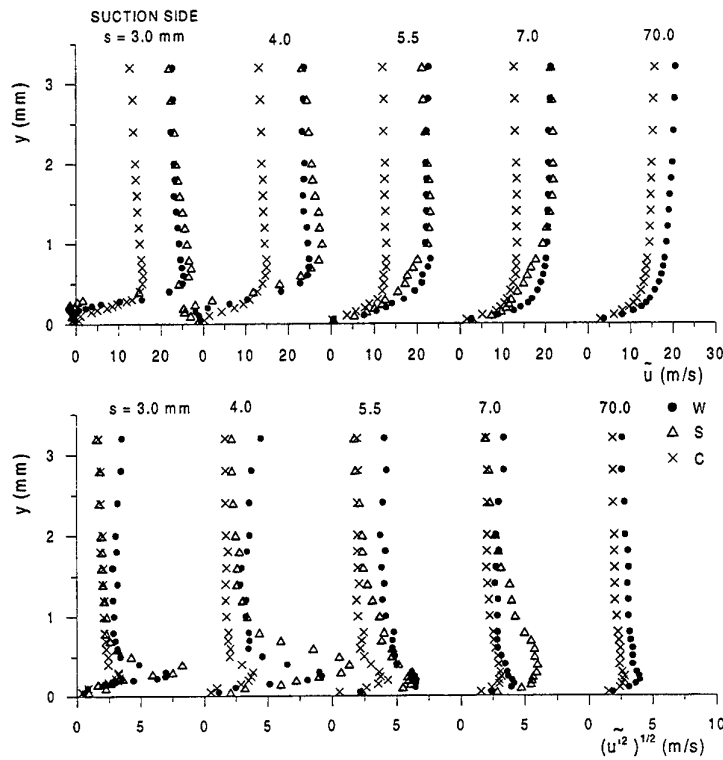 SUCTION SIDE
s = 3.0 mm 4.0 5.5 7.0 70.0
y (mm)
3
2
1
0
0 10 20 0 10 20 0 10 20 0 10 20 0 10 20 30
ũ (m/s)
s = 3.0 mm 4.0 5.5 7.0 70.0
● W
△ S
× C
y (mm)
3
2
1
0
0 5 0 5 0 5 0 5 0 5 10
(ũ'²)^1/2 (m/s)